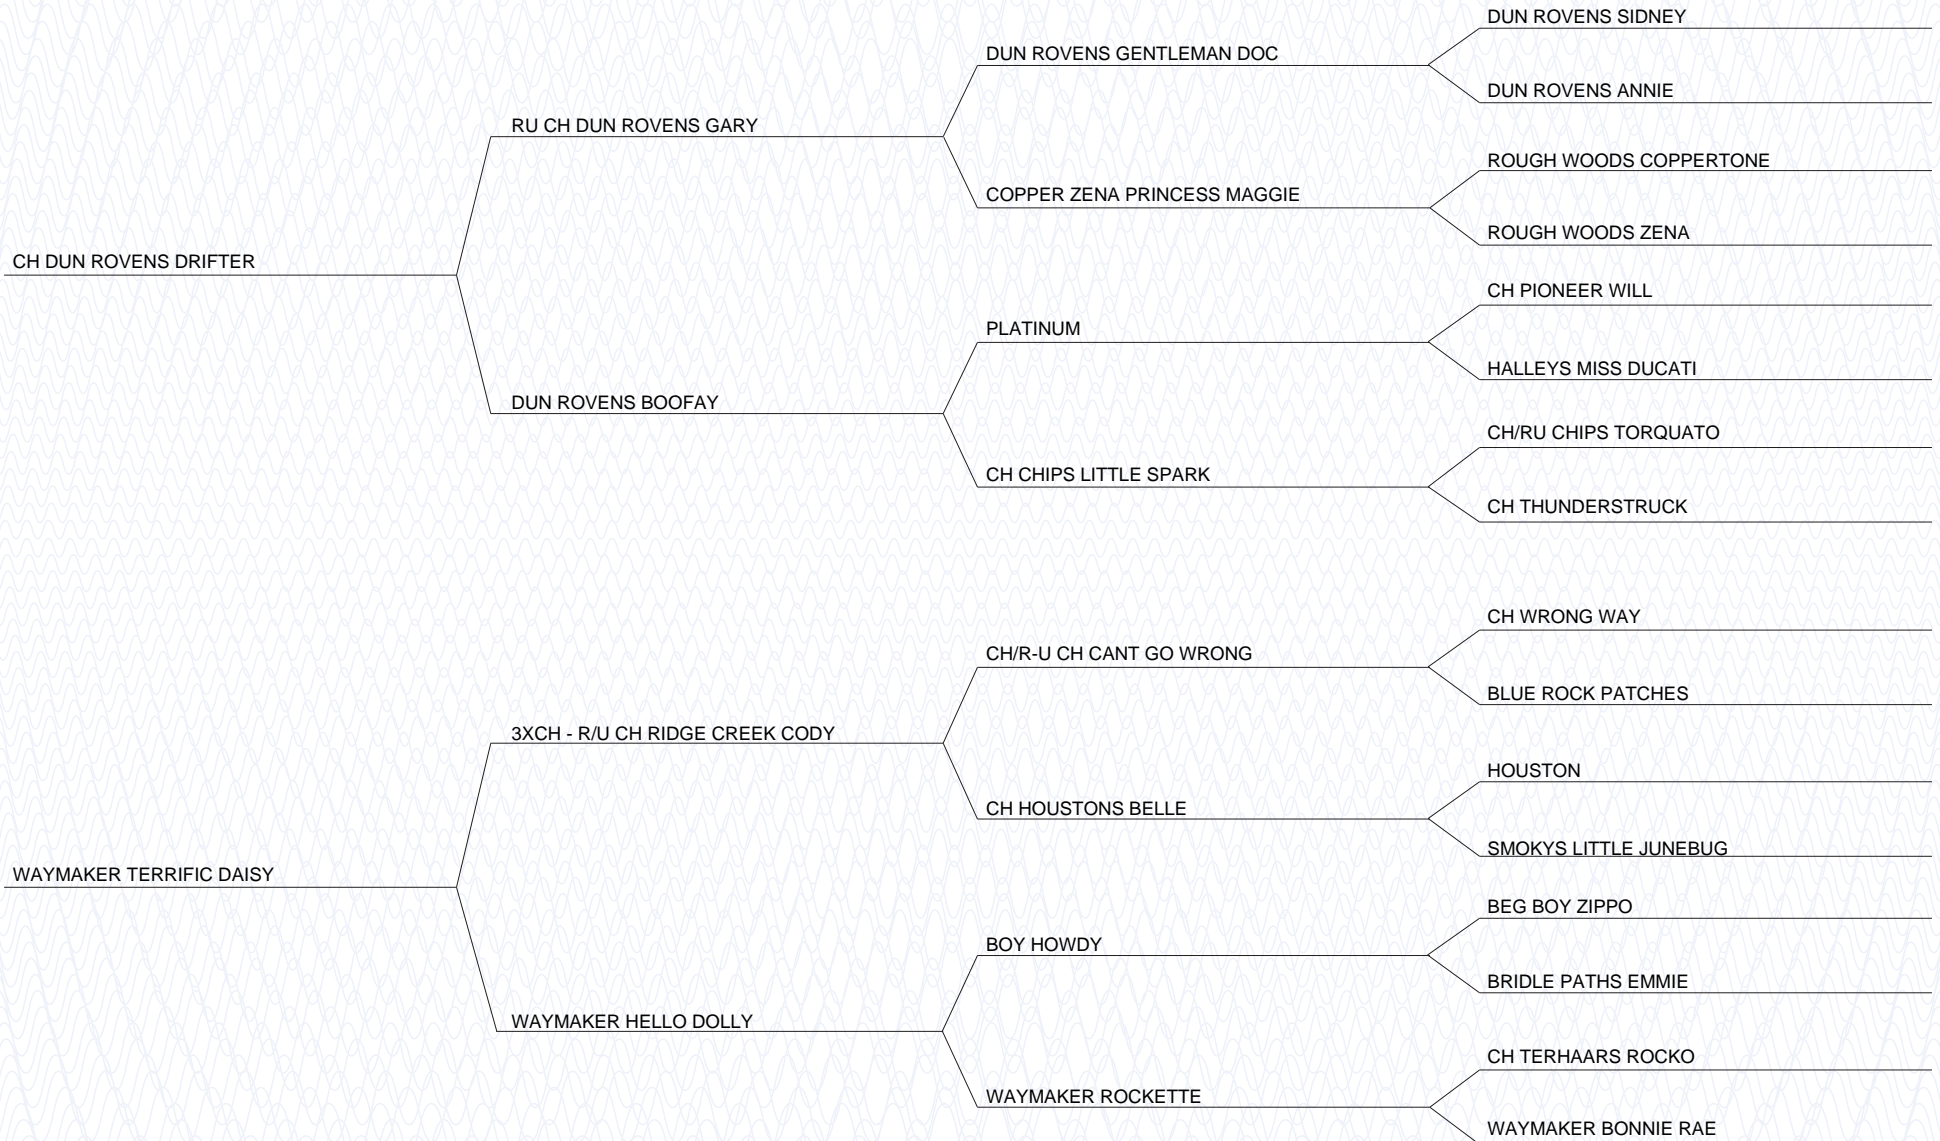 DUN ROVENS SIDNEY
DUN ROVENS GENTLEMAN DOC
DUN ROVENS ANNIE
RU CH DUN ROVENS GARY
ROUGH WOODS COPPERTONE
COPPER ZENA PRINCESS MAGGIE
ROUGH WOODS ZENA
CH DUN ROVENS DRIFTER
CH PIONEER WILL
PLATINUM
HALLEYS MISS DUCATI
DUN ROVENS BOOFAY
CH/RU CHIPS TORQUATO
CH CHIPS LITTLE SPARK
CH THUNDERSTRUCK
CH WRONG WAY
CH/R-U CH CANT GO WRONG
BLUE ROCK PATCHES
3XCH - R/U CH RIDGE CREEK CODY
HOUSTON
CH HOUSTONS BELLE
SMOKYS LITTLE JUNEBUG
WAYMAKER TERRIFIC DAISY
BEG BOY ZIPPO
BOY HOWDY
BRIDLE PATHS EMMIE
WAYMAKER HELLO DOLLY
CH TERHAARS ROCKO
WAYMAKER ROCKETTE
WAYMAKER BONNIE RAE